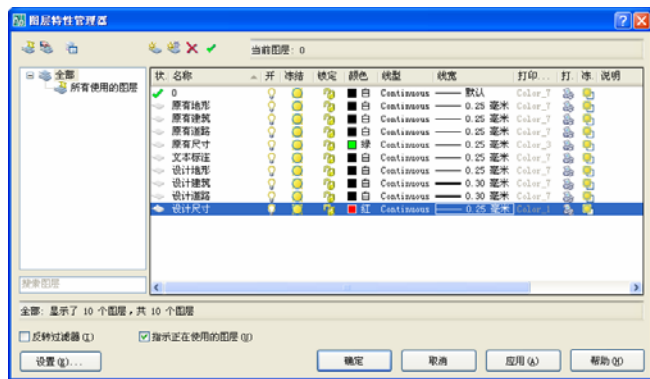 图层特性管理器
当前图层: 0
全部
所有使用的图层
状 名称 开 冻结 锁定 颜色 线型 线宽 打印... 打. 冻. 说明
0 白 Continuous 默认 Color_7
原有地形 白 Continuous 0.25 毫米 Color_7
原有建筑 白 Continuous 0.25 毫米 Color_7
原有道路 白 Continuous 0.25 毫米 Color_7
原有尺寸 绿 Continuous 0.25 毫米 Color_3
文本标注 白 Continuous 0.25 毫米 Color_7
设计地形 白 Continuous 0.25 毫米 Color_7
设计建筑 白 Continuous 0.30 毫米 Color_7
设计道路 白 Continuous 0.30 毫米 Color_7
设计尺寸 红 Continuous 0.25 毫米 Color_1
搜索图层
全部: 显示了 10 个图层，共 10 个图层
反转过滤器(I) 指示正在使用的图层(U)
设置(E)... 确定 取消 应用(A) 帮助(H)